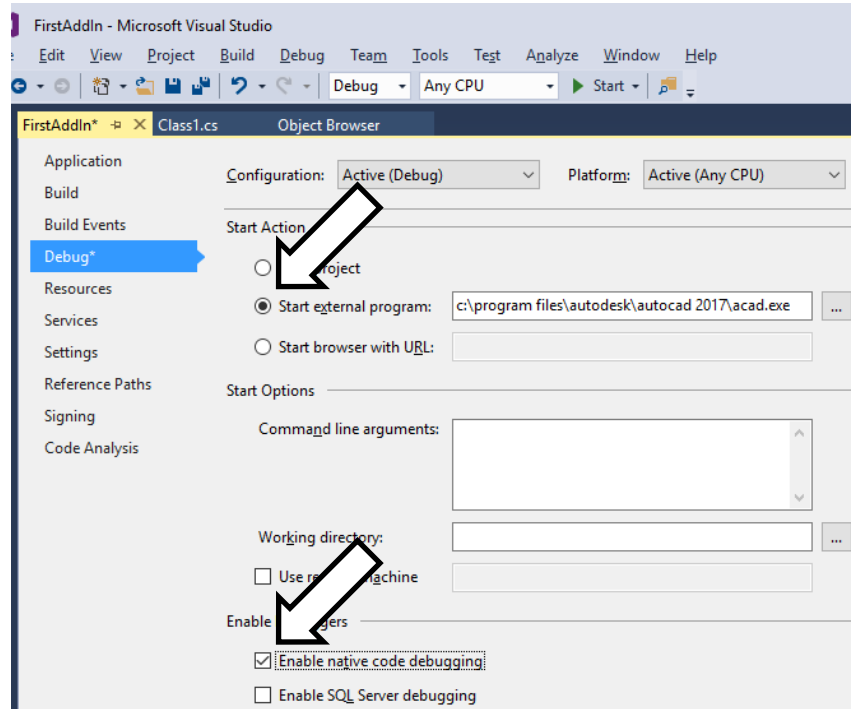 FirstAddIn - Microsoft Visual Studio
Edit View Project Build Debug Team Tools Test Analyze Window Help
Debug Any CPU Start
FirstAddIn* Class1.cs Object Browser
Application
Configuration: Active (Debug) Platform: Active (Any CPU)
Build
Build Events
Start Action
Debug*
project
Resources
Start external program: c:\program files\autodesk\autocad 2017\acad.exe ...
Services
Settings
Start browser with URL:
Reference Paths
Start Options
Signing
Command line arguments:
Code Analysis
Working directory: ...
Use machine
Enable
Enable native code debugging
Enable SQL Server debugging